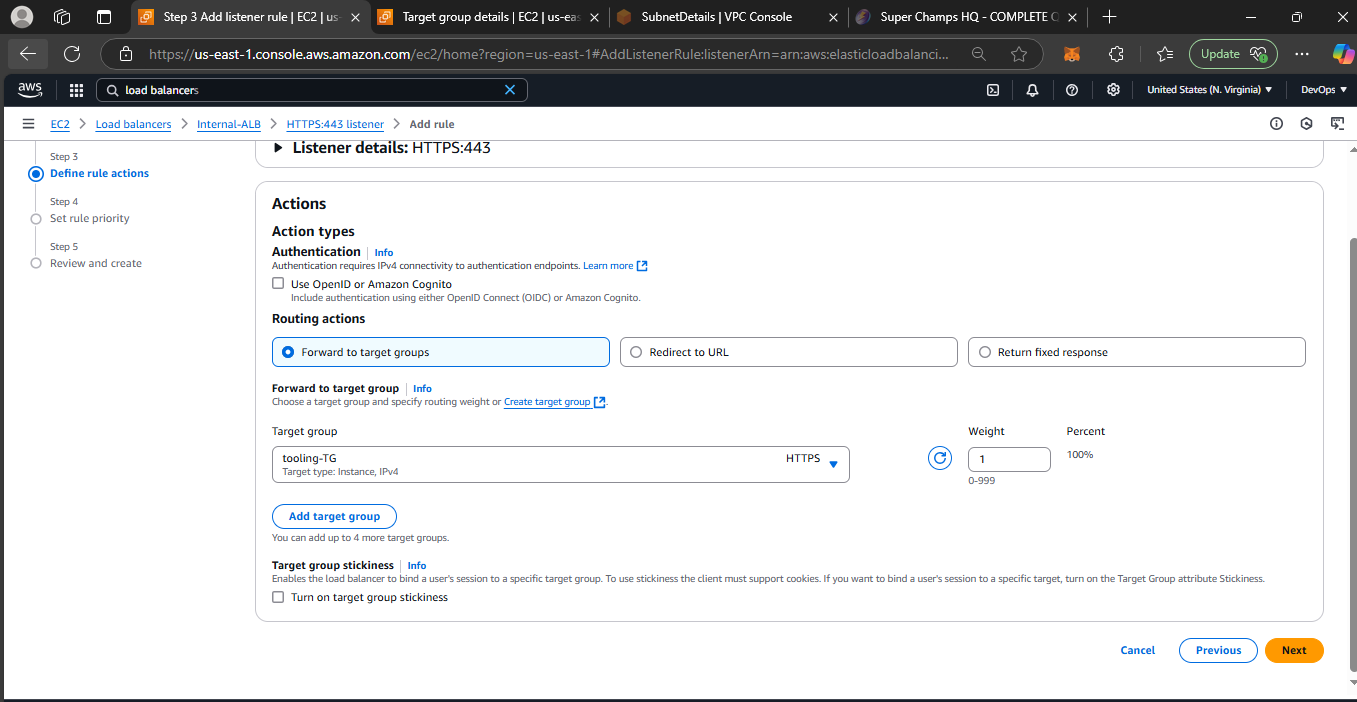 Step 3 Add listener rule | EC2 | us-
Target group details | EC2 | us-eas
SubnetDetails | VPC Console
Super Champs HQ - COMPLETE
https://us-east-1.console.aws.amazon.com/ec2/home?region=us-east-1#AddListenerRule:listenerArn=arn:aws:elasticloadbalanci...
Update
aws
load balancers
United States (N. Virginia)
DevOps
EC2
Load balancers
Internal-ALB
HTTPS:443 listener
Add rule
Step 3
Define rule actions
Step 4
Set rule priority
Step 5
Review and create
Listener details: HTTPS:443
Actions
Action types
Authentication
Info
Authentication requires IPv4 connectivity to authentication endpoints. Learn more
Use OpenID or Amazon Cognito
Include authentication using either OpenID Connect (OIDC) or Amazon Cognito.
Routing actions
Forward to target groups
Redirect to URL
Return fixed response
Forward to target group
Info
Choose a target group and specify routing weight or Create target group.
Target group
Weight
Percent
tooling-TG
Target type: Instance, IPv4
HTTPS
1
100%
0-999
Add target group
You can add up to 4 more target groups.
Target group stickiness
Info
Enables the load balancer to bind a user's session to a specific target group. To use stickiness the client must support cookies. If you want to bind a user's session to a specific target, turn on the Target Group attribute Stickiness.
Turn on target group stickiness
Cancel
Previous
Next